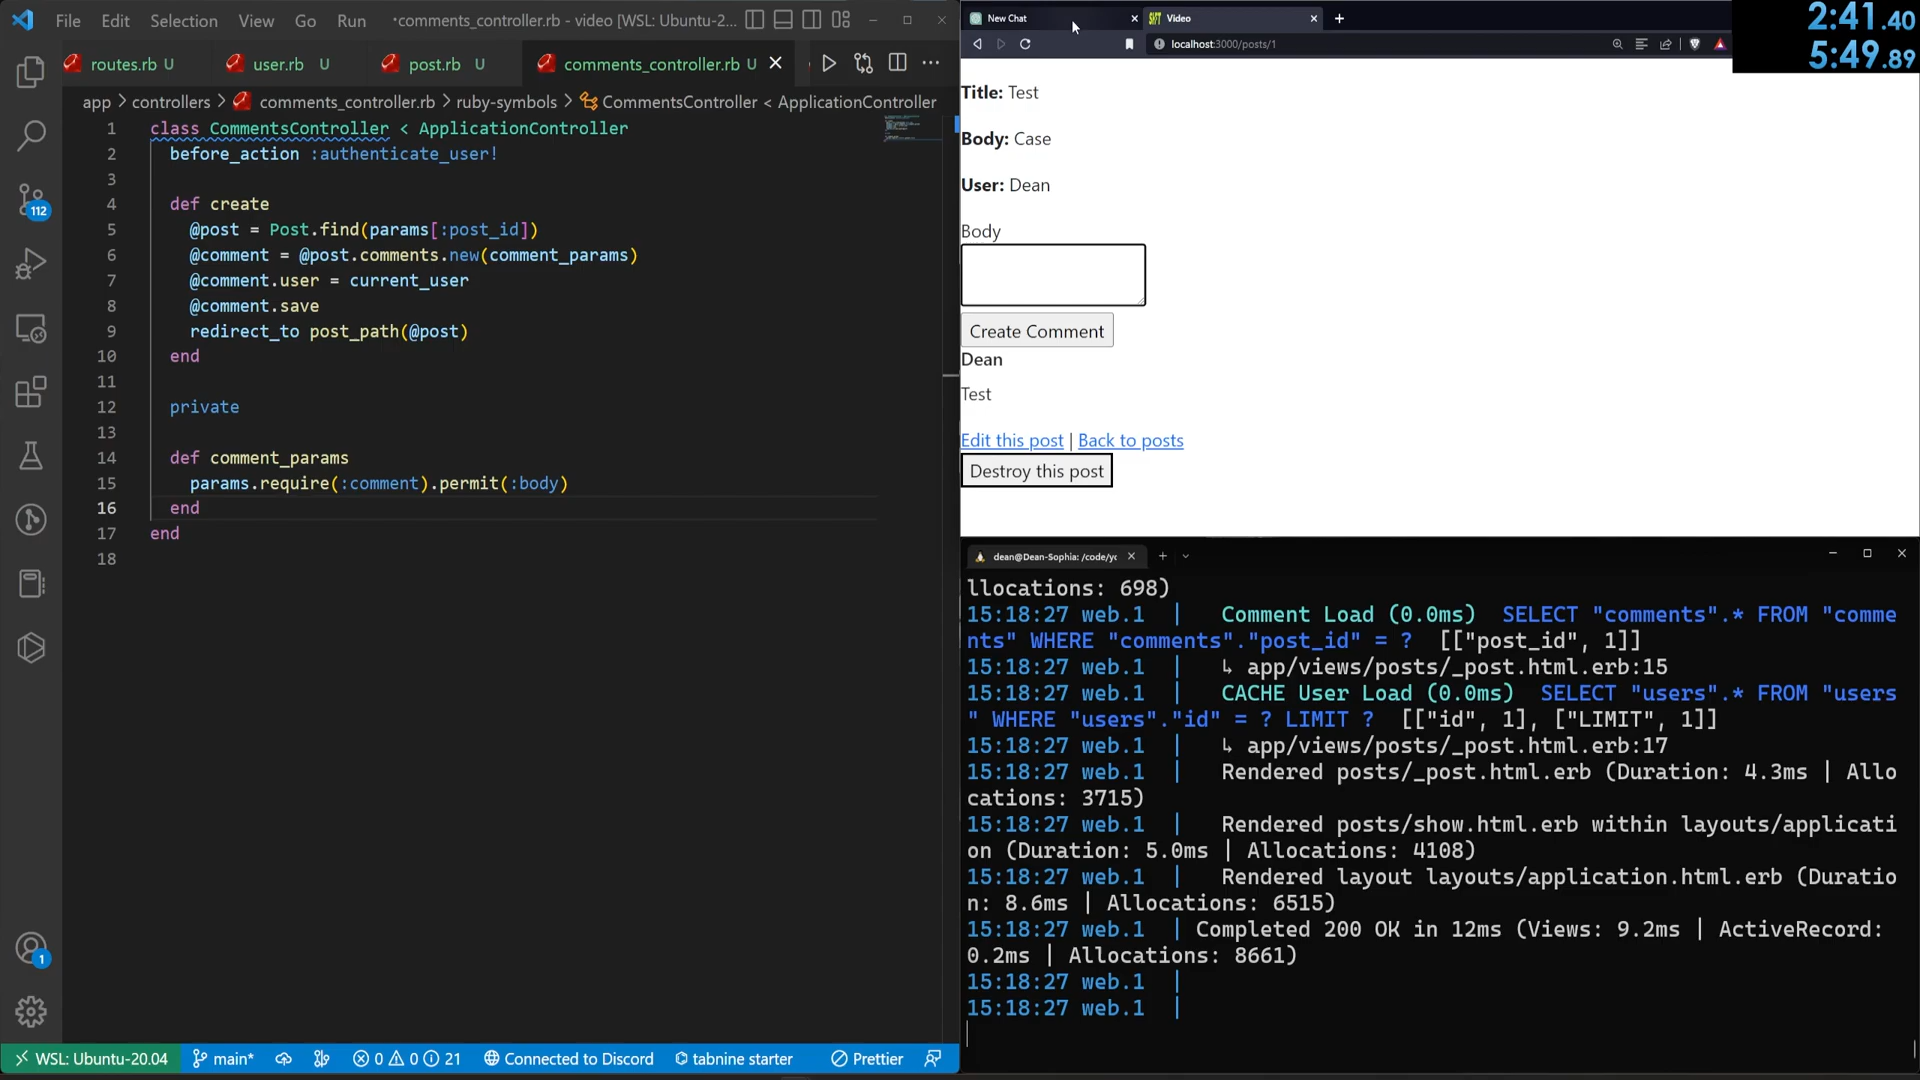 File Edit Selection View Go Run
•comments_controller.rb - video [WSL: Ubuntu-2...
routes.rb U
user.rb U
post.rb U
comments_controller.rb U
app > controllers > comments_controller.rb > ruby-symbols > CommentsController < ApplicationController
1 class CommentsController < ApplicationController
2 before_action :authenticate_user!
3
4 def create
5 @post = Post.find(params[:post_id])
6 @comment = @post.comments.new(comment_params)
7 @comment.user = current_user
8 @comment.save
9 redirect_to post_path(@post)
10 end
11
12 private
13
14 def comment_params
15 params.require(:comment).permit(:body)
16 end
17 end
18
112
1
WSL: Ubuntu-20.04 main* 0 0 21 Connected to Discord tabnine starter Prettier
New Chat
Video
localhost:3000/posts/1
2:41.40
5:49.89
Title: Test
Body: Case
User: Dean
Body
Create Comment
Dean
Test
Edit this post | Back to posts
Destroy this post
dean@Dean-Sophia: /code/yc
llocations: 698)
15:18:27 web.1 | Comment Load (0.0ms) SELECT "comments".* FROM "comme
nts" WHERE "comments"."post_id" = ? [["post_id", 1]]
15:18:27 web.1 | ↳ app/views/posts/_post.html.erb:15
15:18:27 web.1 | CACHE User Load (0.0ms) SELECT "users".* FROM "users
" WHERE "users"."id" = ? LIMIT ? [["id", 1], ["LIMIT", 1]]
15:18:27 web.1 | ↳ app/views/posts/_post.html.erb:17
15:18:27 web.1 | Rendered posts/_post.html.erb (Duration: 4.3ms | Allo
cations: 3715)
15:18:27 web.1 | Rendered posts/show.html.erb within layouts/applicati
on (Duration: 5.0ms | Allocations: 4108)
15:18:27 web.1 | Rendered layout layouts/application.html.erb (Duratio
n: 8.6ms | Allocations: 6515)
15:18:27 web.1 | Completed 200 OK in 12ms (Views: 9.2ms | ActiveRecord:
0.2ms | Allocations: 8661)
15:18:27 web.1 |
15:18:27 web.1 |